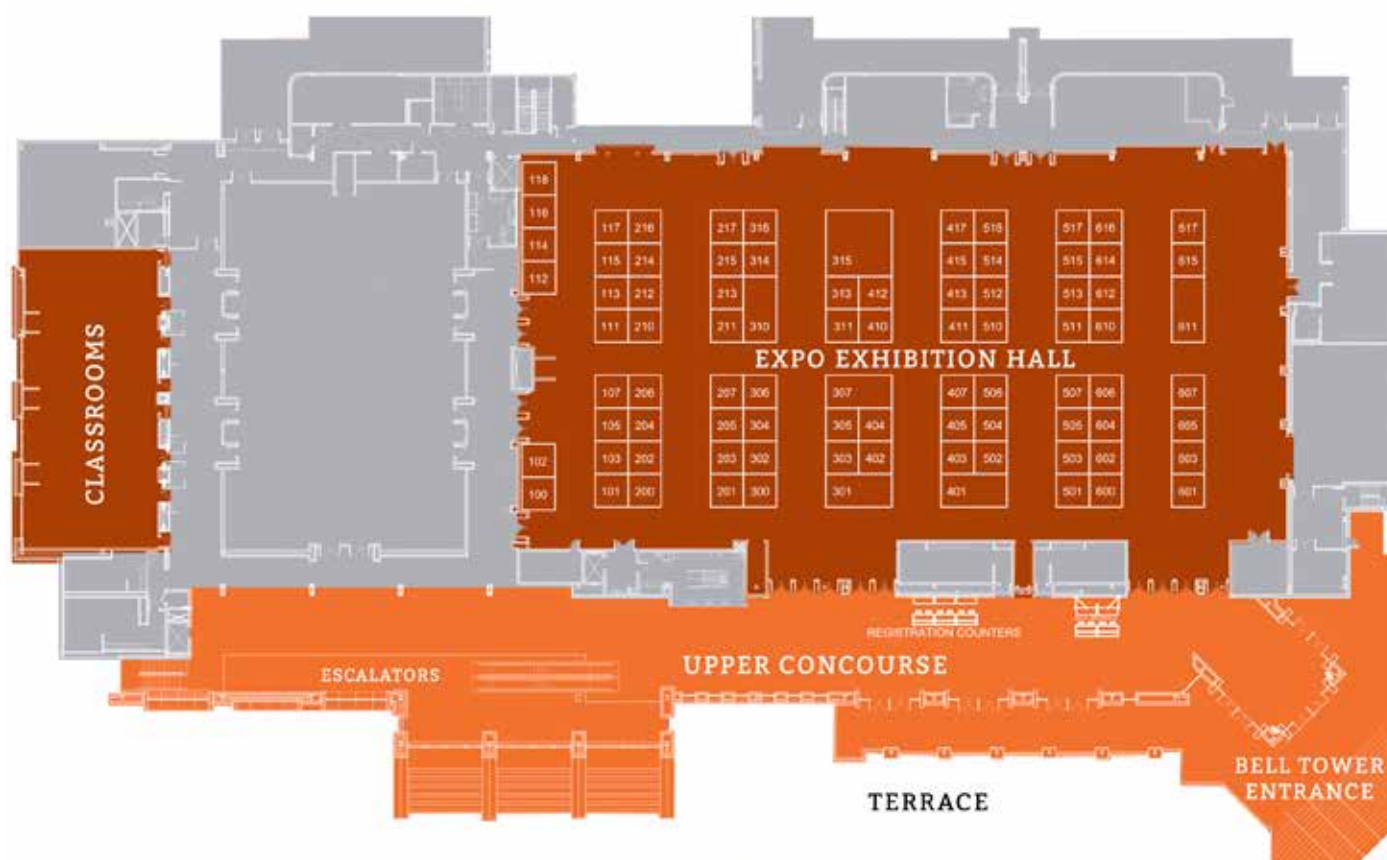 118
116
117 216 217 316 417 516 517 616 617
114
115 214 215 314 315 415 514 515 614 615
112
113 212 213 313 412 413 512 513 612
111 210 211 310 311 410 411 510 511 610 611
EXPO EXHIBITION HALL
CLASSROOMS
107 206 207 306 307 407 506 507 606 607
105 204 205 304 305 404 405 504 505 604 605
102
103 202 203 302 303 402 403 502 503 602 603
100
101 200 201 300 301 401 501 600 601
REGISTRATION COUNTERS
ESCALATORS
UPPER CONCOURSE
BELL TOWER
ENTRANCE
TERRACE